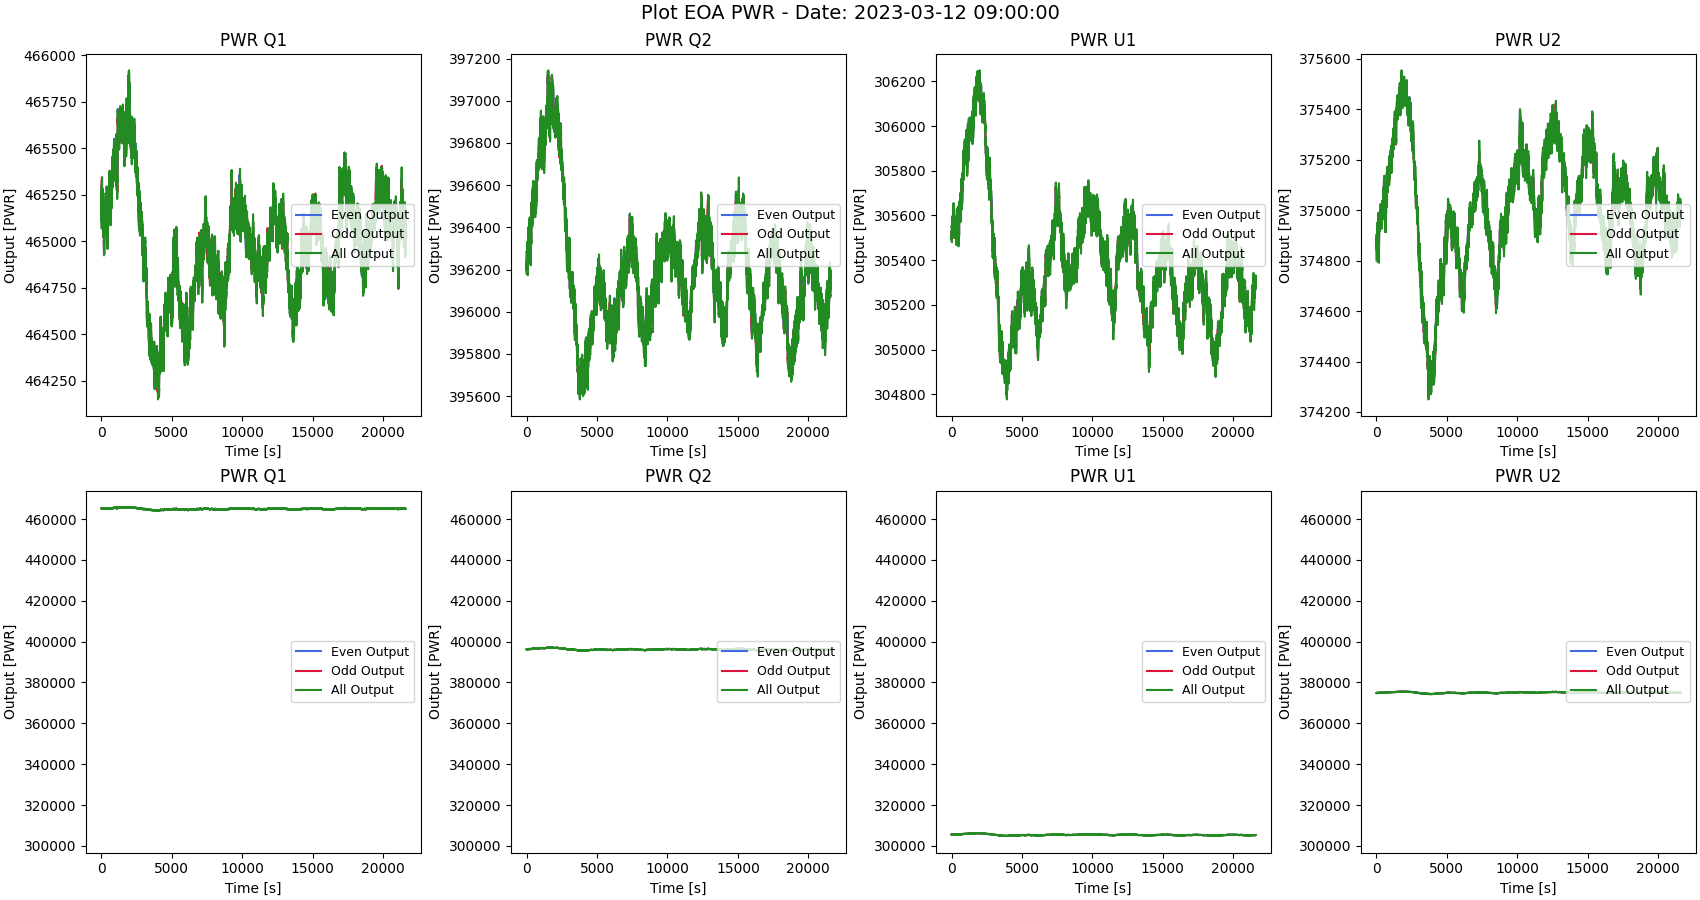 Plot EOA PWR - Date: 2023-03-12 09:00:00
PWR Q1
Output [PWR]
466000
465750
465500
465250
465000
464750
464500
464250
0 5000 10000 15000 20000
Time [s]
Even Output
Odd Output
All Output
PWR Q2
Output [PWR]
397200
397000
396800
396600
396400
396200
396000
395800
395600
0 5000 10000 15000 20000
Time [s]
Even Output
Odd Output
All Output
PWR U1
Output [PWR]
306200
306000
305800
305600
305400
305200
305000
304800
0 5000 10000 15000 20000
Time [s]
Even Output
Odd Output
All Output
PWR U2
Output [PWR]
375600
375400
375200
375000
374800
374600
374400
374200
0 5000 10000 15000 20000
Time [s]
Even Output
Odd Output
All Output
PWR Q1
Output [PWR]
460000
440000
420000
400000
380000
360000
340000
320000
300000
0 5000 10000 15000 20000
Time [s]
Even Output
Odd Output
All Output
PWR Q2
Output [PWR]
460000
440000
420000
400000
380000
360000
340000
320000
300000
0 5000 10000 15000 20000
Time [s]
Even Output
Odd Output
All Output
PWR U1
Output [PWR]
460000
440000
420000
400000
380000
360000
340000
320000
300000
0 5000 10000 15000 20000
Time [s]
Even Output
Odd Output
All Output
PWR U2
Output [PWR]
460000
440000
420000
400000
380000
360000
340000
320000
300000
0 5000 10000 15000 20000
Time [s]
Even Output
Odd Output
All Output